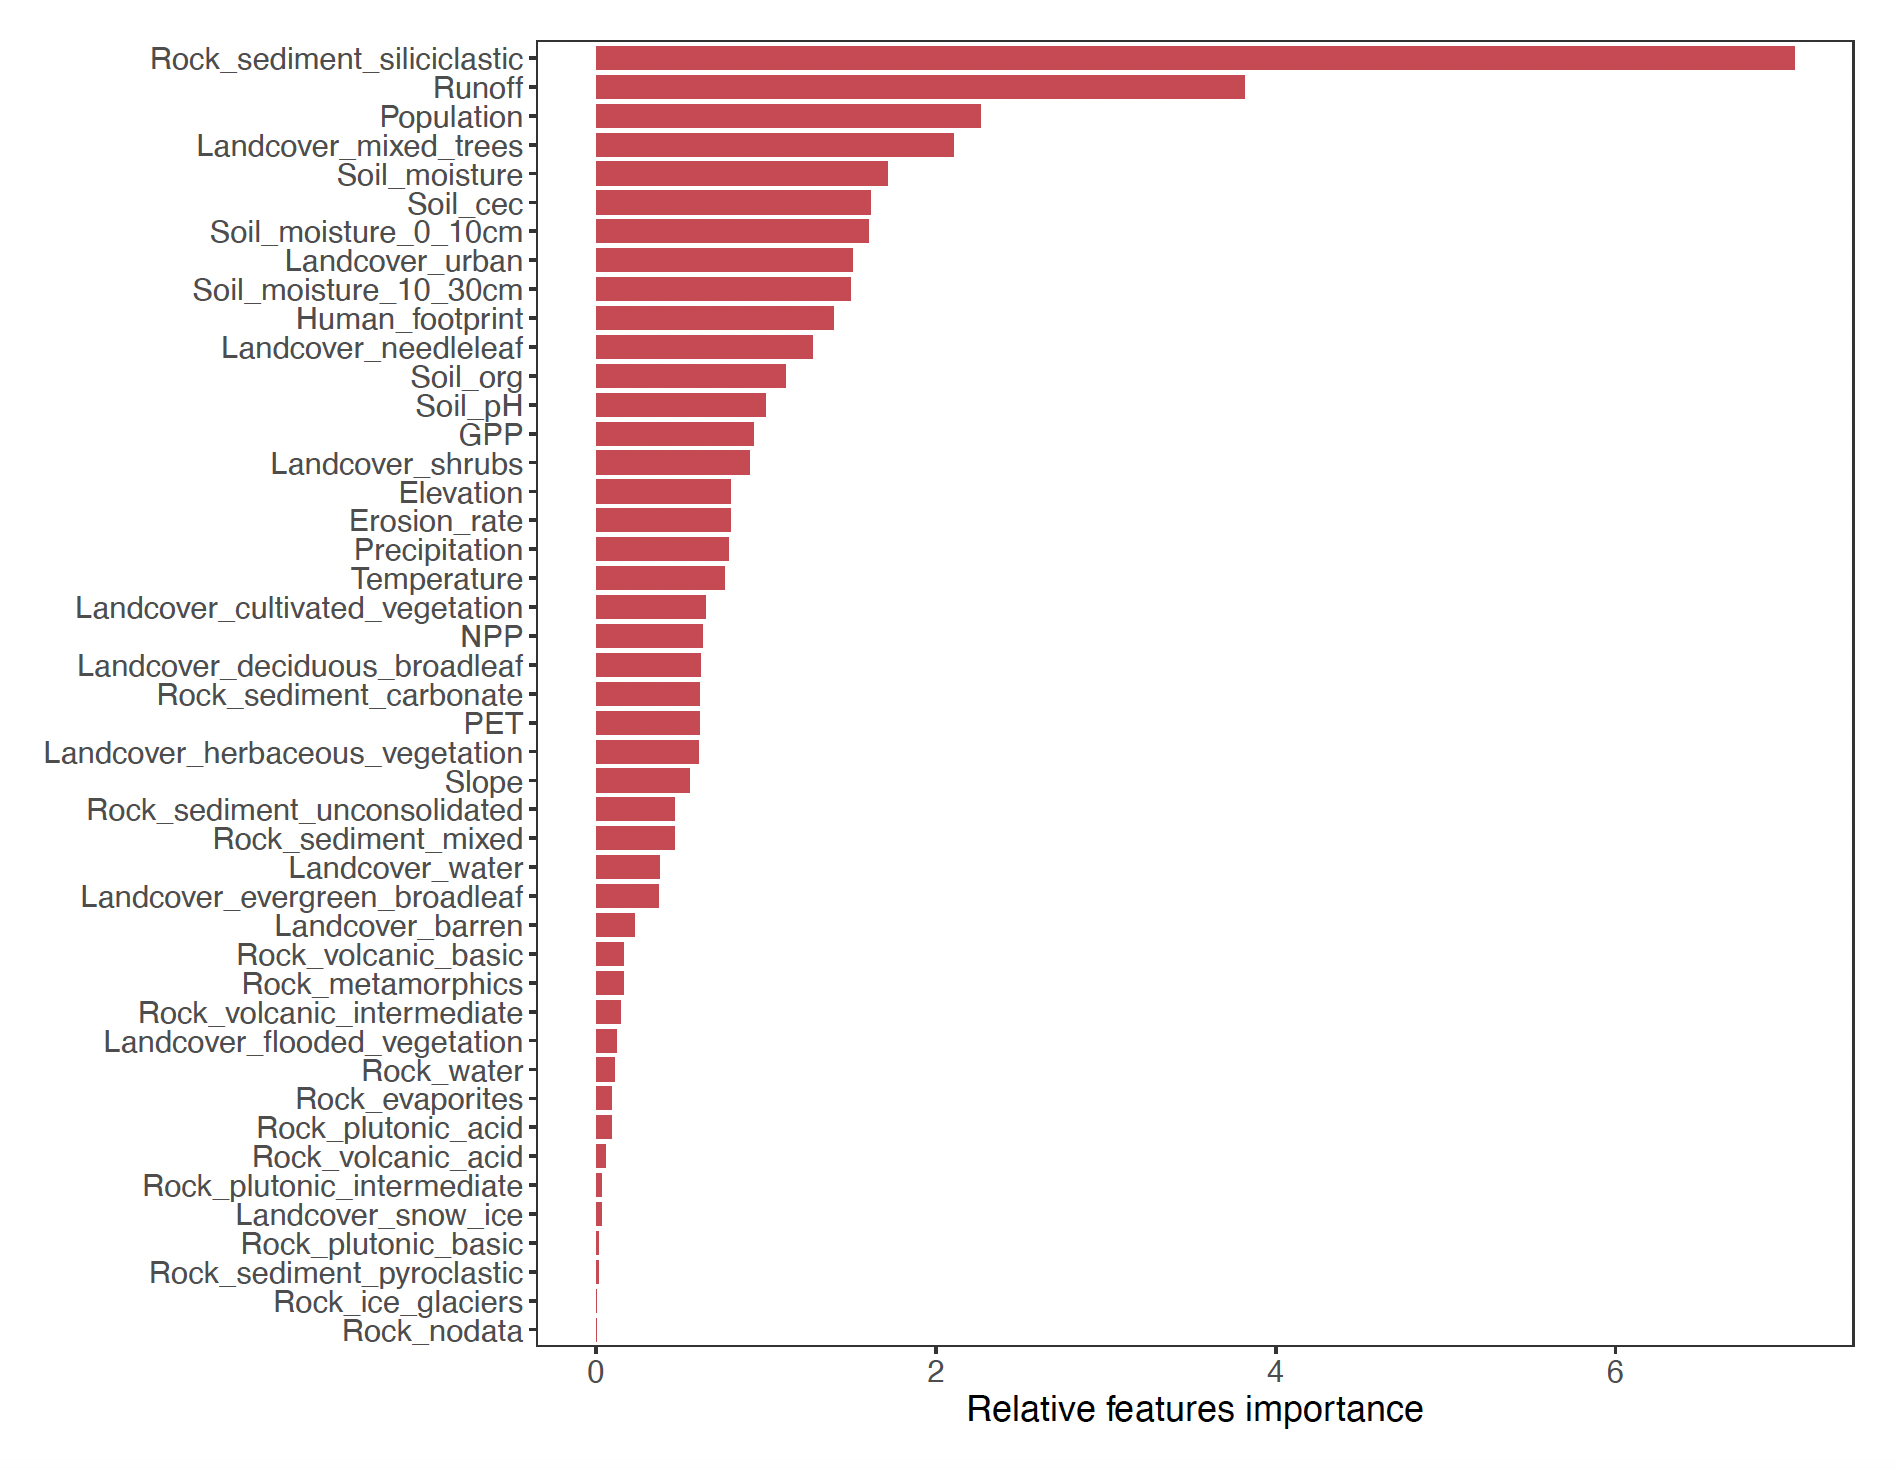 Rock_sediment_siliciclastic
Runoff
Population
Landcover_mixed_trees
Soil_moisture
Soil_cec
Soil_moisture_0_10cm
Landcover_urban
Soil_moisture_10_30cm
Human_footprint
Landcover_needleleaf
Soil_org
Soil_pH
GPP
Landcover_shrubs
Elevation
Erosion_rate
Precipitation
Temperature
Landcover_cultivated_vegetation
NPP
Landcover_deciduous_broadleaf
Rock_sediment_carbonate
PET
Landcover_herbaceous_vegetation
Slope
Rock_sediment_unconsolidated
Rock_sediment_mixed
Landcover_water
Landcover_evergreen_broadleaf
Landcover_barren
Rock_volcanic_basic
Rock_metamorphics
Rock_volcanic_intermediate
Landcover_flooded_vegetation
Rock_water
Rock_evaporites
Rock_plutonic_acid
Rock_volcanic_acid
Rock_plutonic_intermediate
Landcover_snow_ice
Rock_plutonic_basic
Rock_sediment_pyroclastic
Rock_ice_glaciers
Rock_nodata
0 2 4 6
Relative features importance